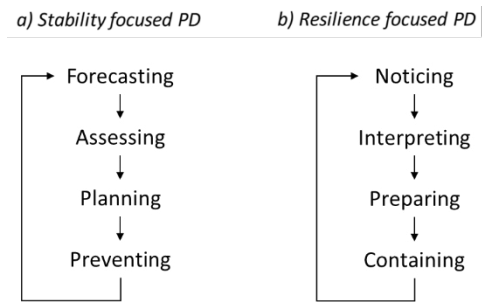 a) Stability focused PD
Forecasting
Assessing
Planning
Preventing
b) Resilience focused PD
Noticing
Interpreting
Preparing
Containing